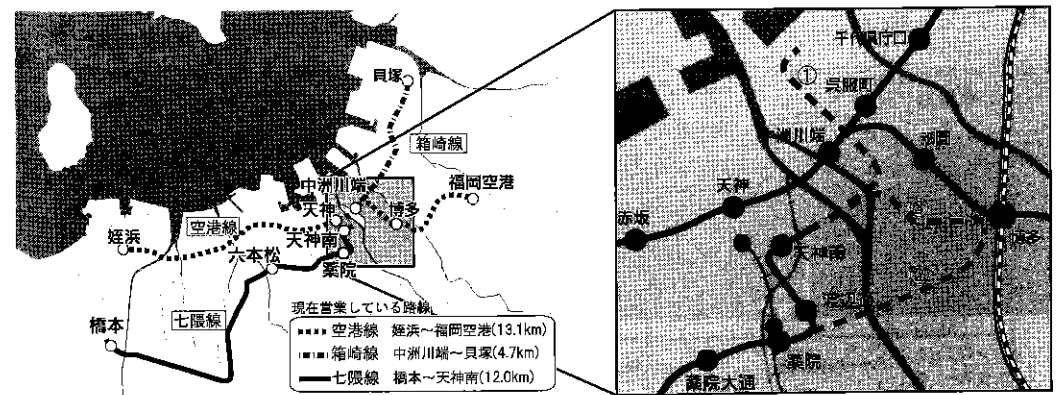 貝塚
箱崎線
中洲川端
福岡空港
天神
博多
空港線
姪浜
天神南
六本松
薬院
七隈線
橋本
現在営業している路線
空港線 姪浜～福岡空港(13.1km)
箱崎線 中洲川端～貝塚(4.7km)
七隈線 橋本～天神南(12.0km)
千代県庁口
①
呉服町
中洲川端
祇園
天神
赤坂
博多
天神南
渡辺通
薬院
薬院大通